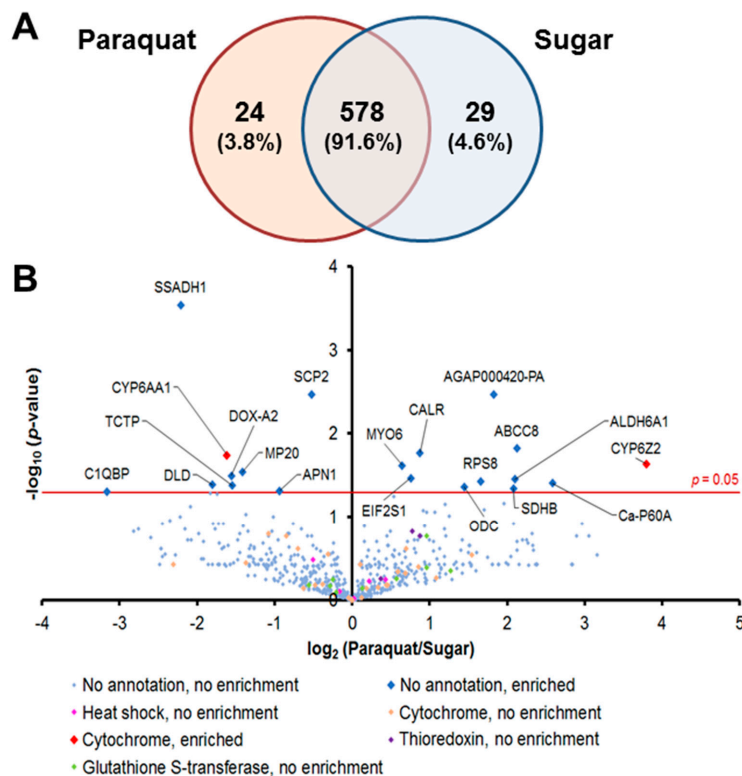 A
Paraquat
Sugar
24
(3.8%)
578
(91.6%)
29
(4.6%)
B
4
3
2
1
0
-log10 (p-value)
SSADH1
CYP6AA1
TCTP
DOX-A2
SCP2
MP20
C1QBP
DLD
APN1
AGAP000420-PA
CALR
MYO6
ABCC8
ALDH6A1
RPS8
CYP6Z2
EIF2S1
ODC
SDHB
Ca-P60A
p = 0.05
-4 -3 -2 -1 0 1 2 3 4 5
log2 (Paraquat/Sugar)
No annotation, no enrichment
No annotation, enriched
Heat shock, no enrichment
Cytochrome, no enrichment
Cytochrome, enriched
Thioredoxin, no enrichment
Glutathione S-transferase, no enrichment